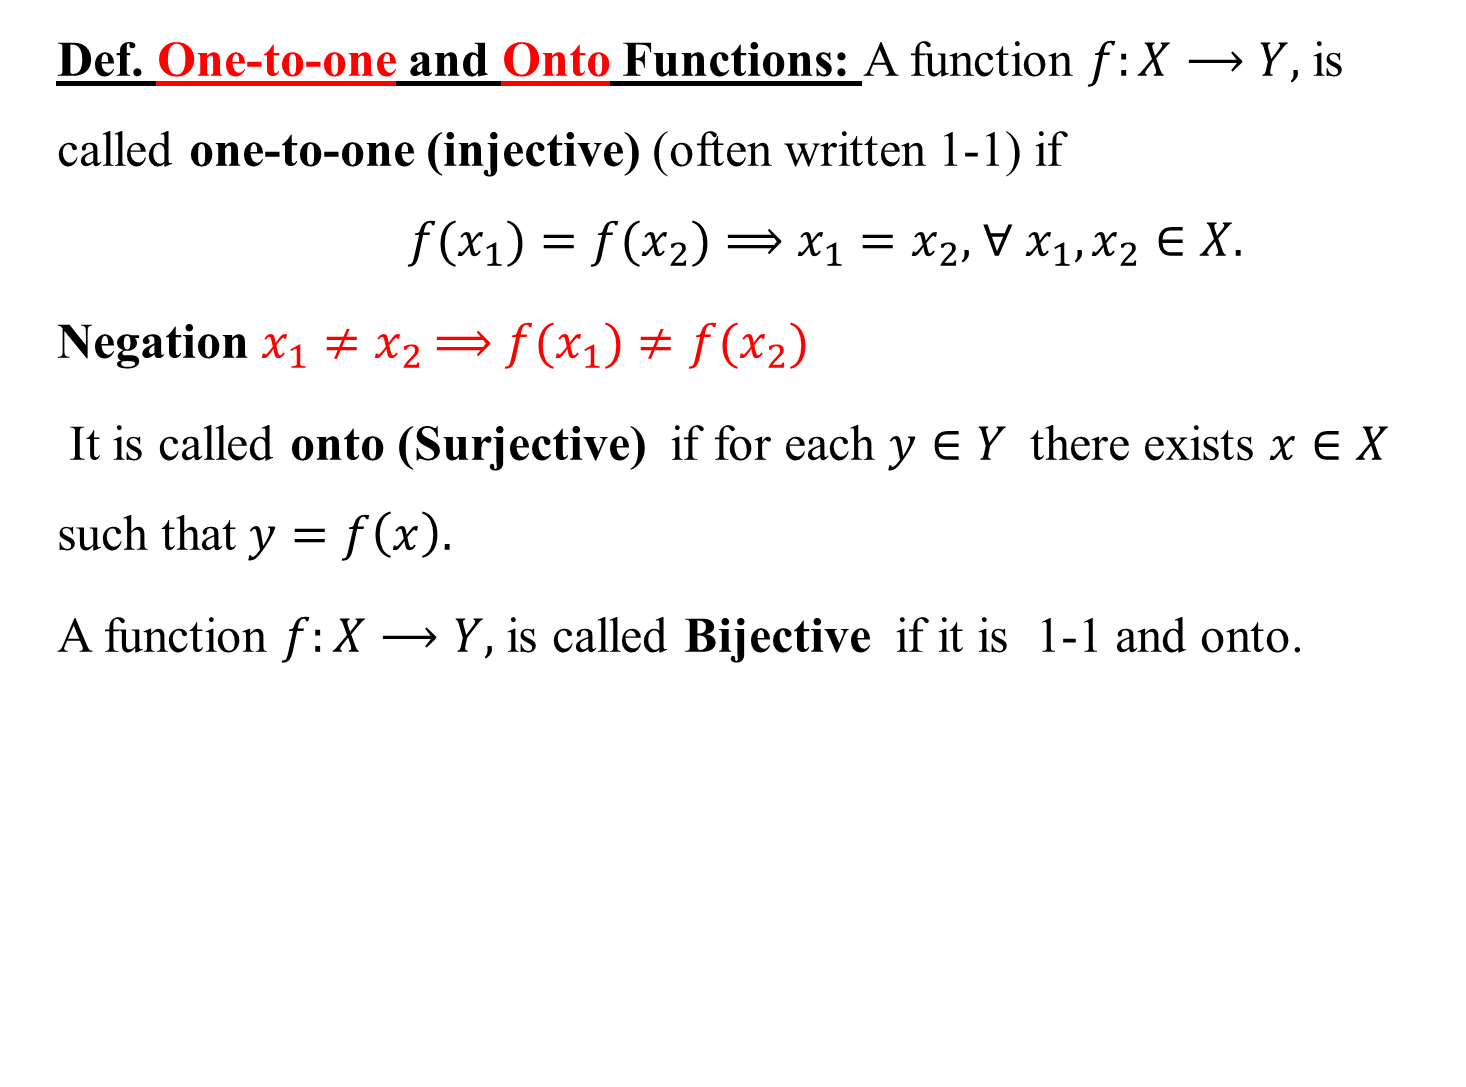 Def. One-to-one and Onto Functions: A function 𝑓: 𝑋 ⟶ 𝑌, is
called one-to-one (injective) (often written 1-1) if
𝑓(𝑥₁) = 𝑓(𝑥₂) ⟹ 𝑥₁ = 𝑥₂, ∀ 𝑥₁, 𝑥₂ ∈ 𝑋.
Negation 𝑥₁ ≠ 𝑥₂ ⟹ 𝑓(𝑥₁) ≠ 𝑓(𝑥₂)
It is called onto (Surjective) if for each 𝑦 ∈ 𝑌 there exists 𝑥 ∈ 𝑋
such that 𝑦 = 𝑓(𝑥).
A function 𝑓: 𝑋 ⟶ 𝑌, is called Bijective if it is 1-1 and onto.